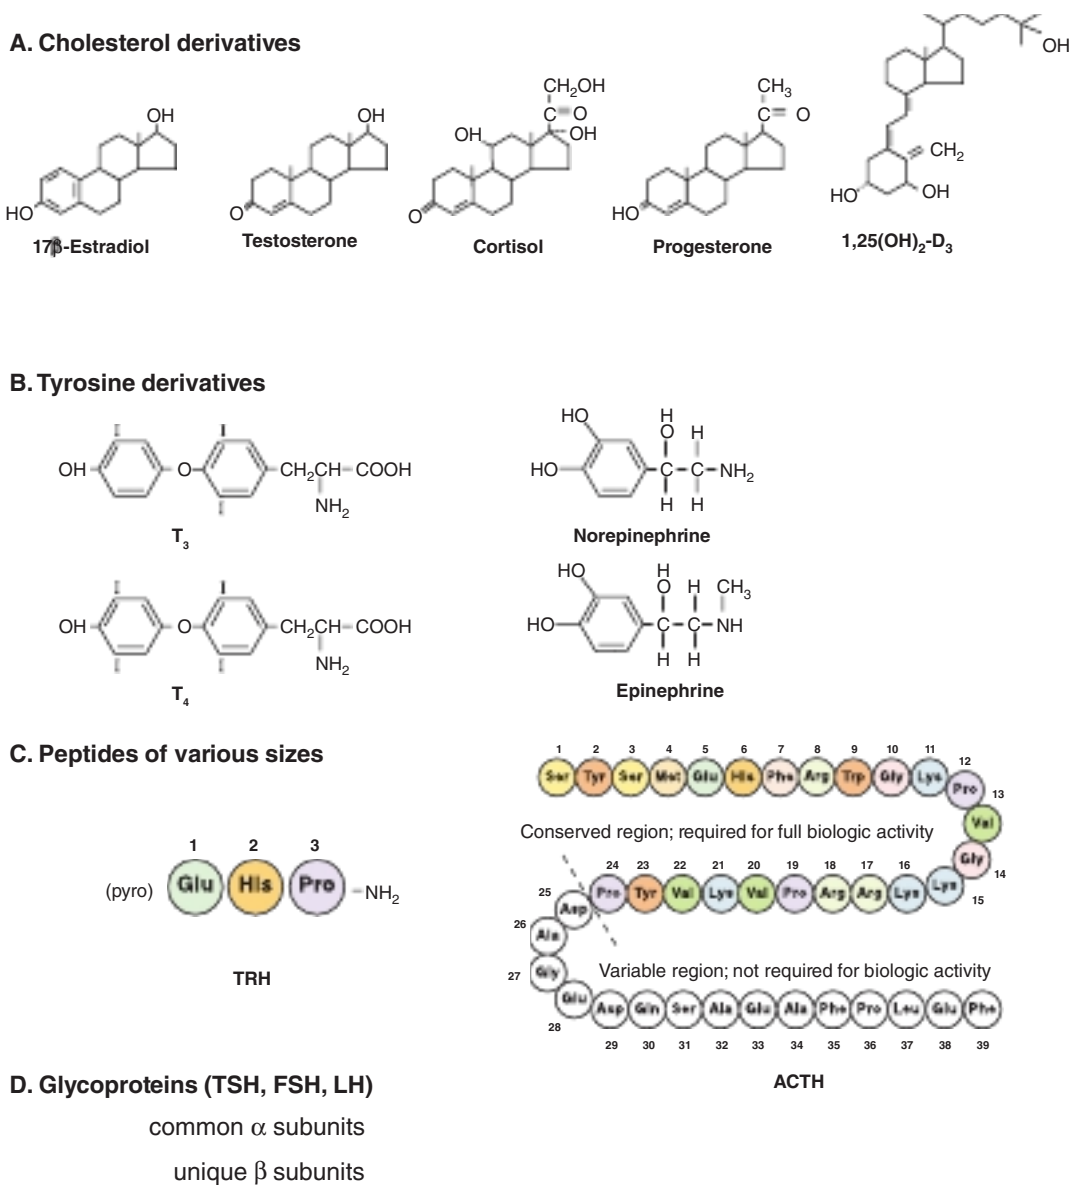 A. Cholesterol derivatives
OH
HO
17β-Estradiol
OH
O
Testosterone
CH₂OH
C=O
OH
OH
O
Cortisol
CH₃
C= O
HO
Progesterone
OH
CH₂
HO
OH
1,25(OH)₂-D₃
B. Tyrosine derivatives
I I
OH O CH₂CH–COOH
I NH₂
T₃
HO H
O H
HO C–C–NH₂
H H
Norepinephrine
I I
OH O CH₂CH–COOH
I I NH₂
T₄
HO H
O H CH₃
HO C–C–NH
H H
Epinephrine
C. Peptides of various sizes
1 2 3
(pyro) Glu His Pro –NH₂
TRH
1 2 3 4 5 6 7 8 9 10 11 12 13
Ser Tyr Ser Met Glu His Phe Arg Trp Gly Lys Pro Val
Conserved region; required for full biologic activity
Gly 14
24 23 22 21 20 19 18 17 16
25 Asp Pro Tyr Val Lys Val Pro Arg Arg Lys Lys 15
26 Ala
27 Gly
Variable region; not required for biologic activity
28 Glu Asp Gln Ser Ala Glu Ala Phe Pro Leu Glu Phe
29 30 31 32 33 34 35 36 37 38 39
ACTH
D. Glycoproteins (TSH, FSH, LH)
common α subunits
unique β subunits